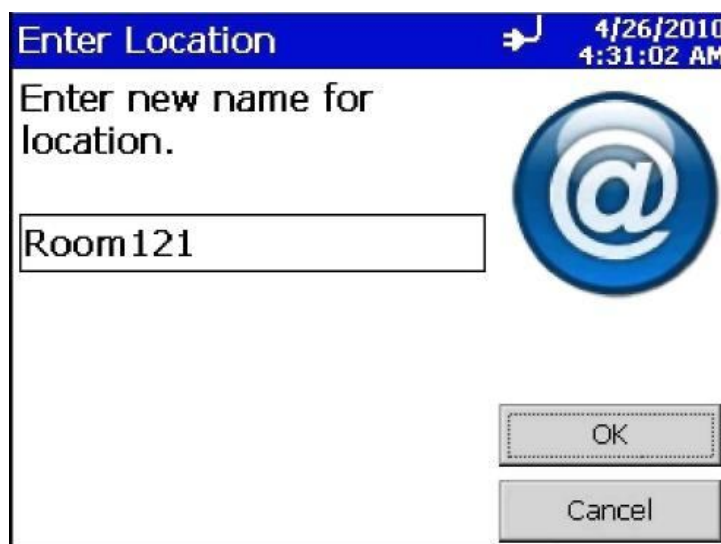 Enter Location
4/26/2010
4:31:02 AM
Enter new name for
location.
@
Room121
OK
Cancel